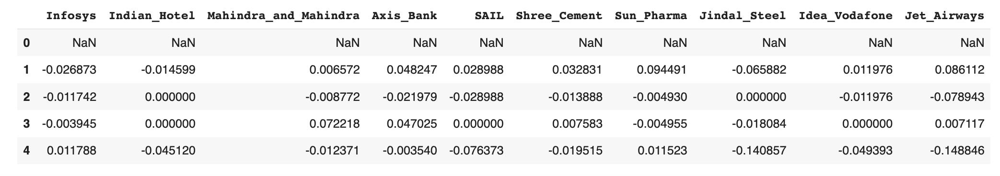 Infosys Indian_Hotel Mahindra_and_Mahindra Axis_Bank SAIL Shree_Cement Sun_Pharma Jindal_Steel Idea_Vodafone Jet_Airways
0 NaN NaN NaN NaN NaN NaN NaN NaN NaN NaN
1 -0.026873 -0.014599 0.006572 0.048247 0.028988 0.032831 0.094491 -0.065882 0.011976 0.086112
2 -0.011742 0.000000 -0.008772 -0.021979 -0.028988 -0.013888 -0.004930 0.000000 -0.011976 -0.078943
3 -0.003945 0.000000 0.072218 0.047025 0.000000 0.007583 -0.004955 -0.018084 0.000000 0.007117
4 0.011788 -0.045120 -0.012371 -0.003540 -0.076373 -0.019515 0.011523 -0.140857 -0.049393 -0.148846